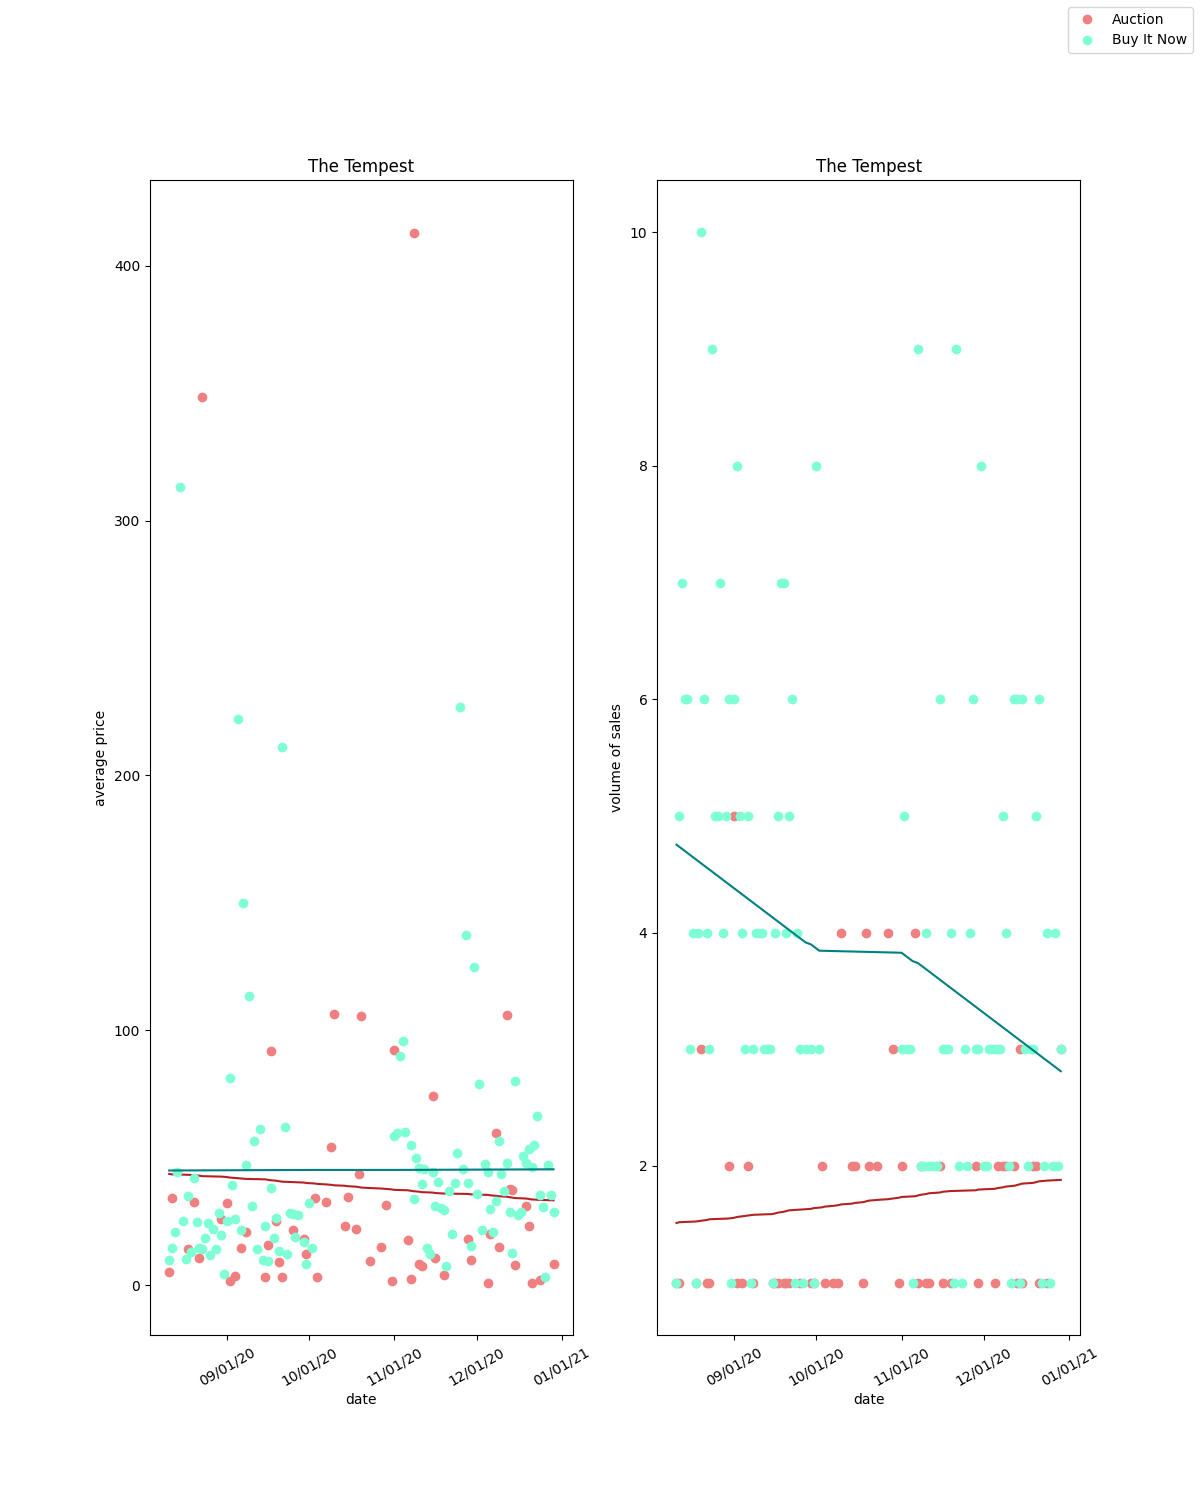 Auction
Buy It Now
The Tempest
The Tempest
average price
400
300
200
100
0
09/01/20
10/01/20
11/01/20
12/01/20
01/01/21
date
volume of sales
10
8
6
4
2
09/01/20
10/01/20
11/01/20
12/01/20
01/01/21
date